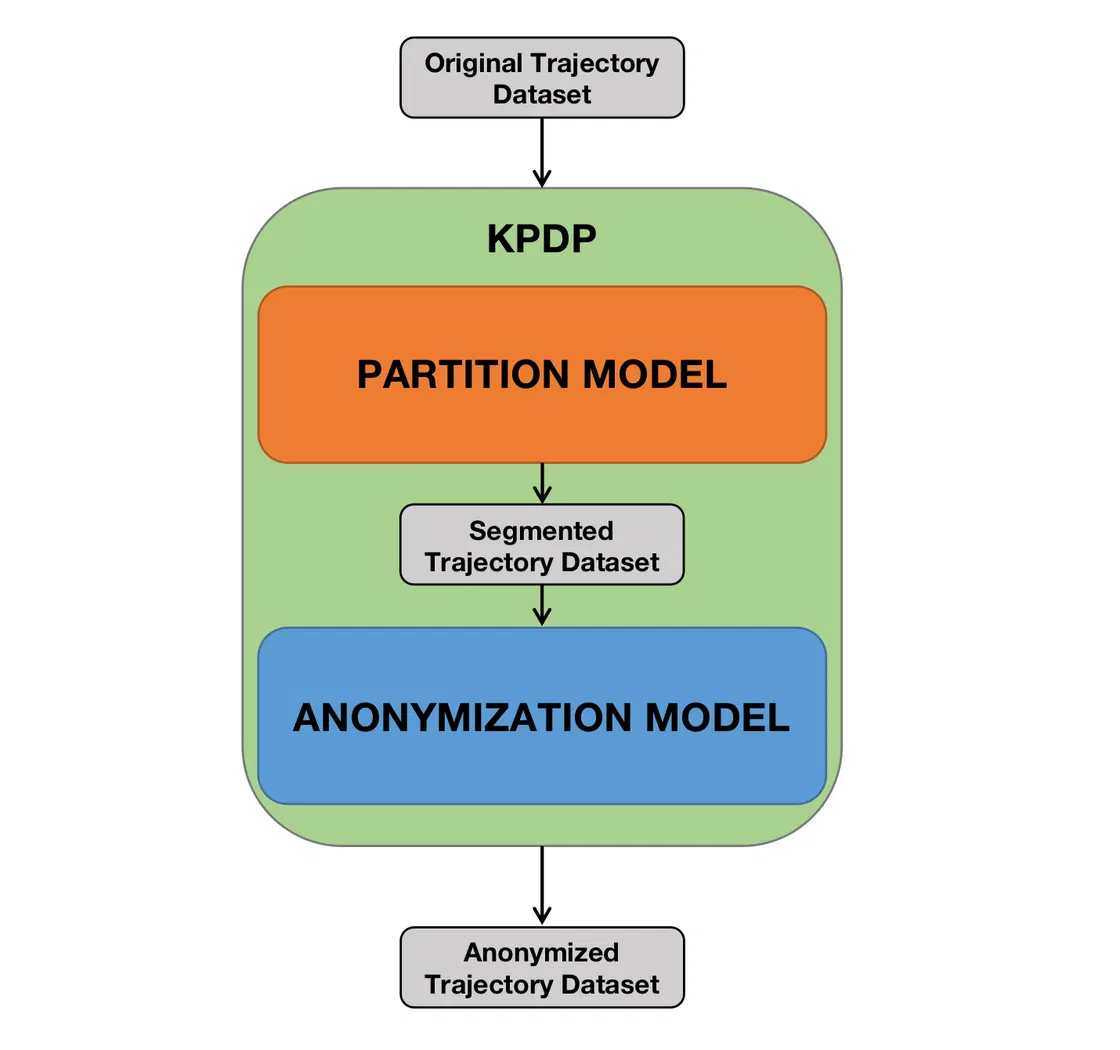 Original Trajectory
Dataset
KPDP
PARTITION MODEL
Segmented
Trajectory Dataset
ANONYMIZATION MODEL
Anonymized
Trajectory Dataset